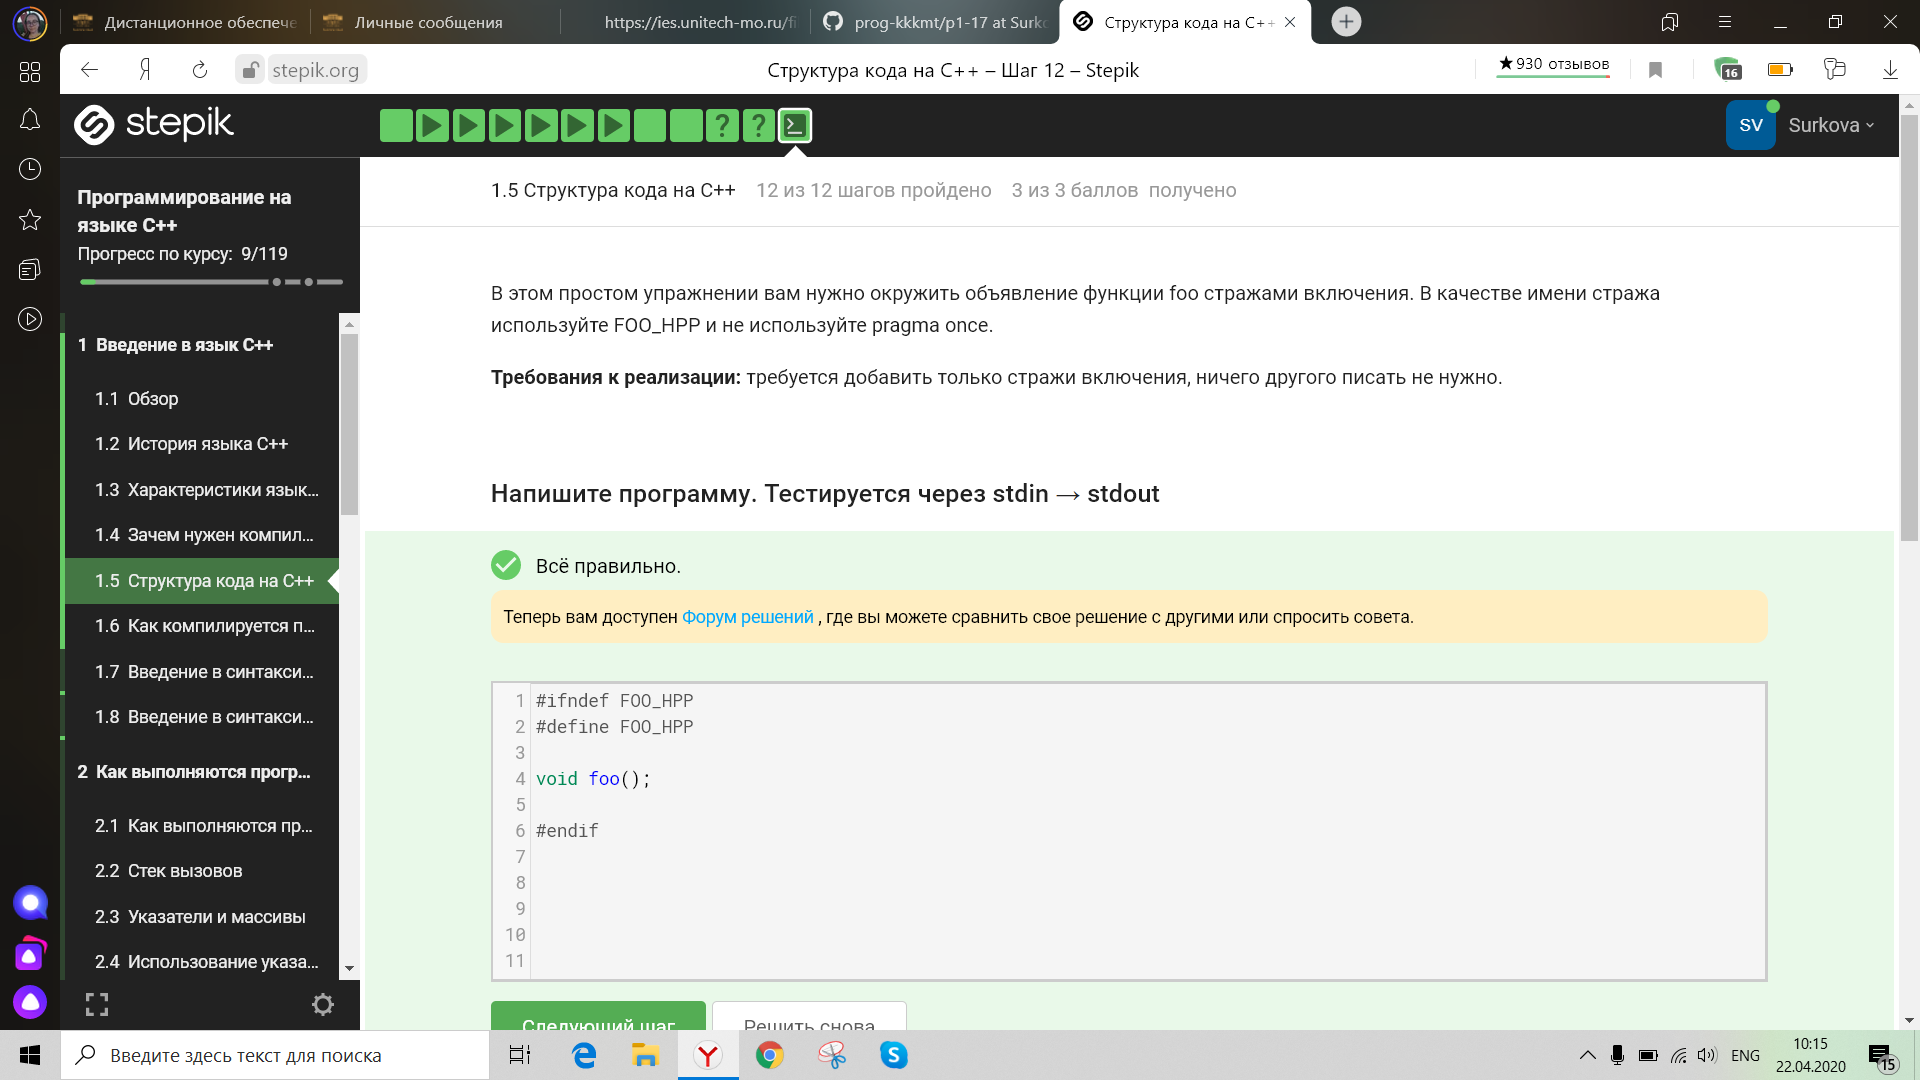 Дистанционное обеспече
Личные сообщения
https://ies.unitech-mo.ru/fi
prog-kkkmt/p1-17 at Surko
Структура кода на C++
stepik.org
Структура кода на C++ – Шаг 12 – Stepik
★930 отзывов
16
stepik
SV
Surkova
Программирование на
языке C++
Прогресс по курсу: 9/119
1 Введение в язык C++
1.1 Обзор
1.2 История языка C++
1.3 Характеристики язык...
1.4 Зачем нужен компил...
1.5 Структура кода на C++
1.6 Как компилируется п...
1.7 Введение в синтакси...
1.8 Введение в синтакси...
2 Как выполняются прогр...
2.1 Как выполняются пр...
2.2 Стек вызовов
2.3 Указатели и массивы
2.4 Использование указа...
1.5 Структура кода на C++ 12 из 12 шагов пройдено 3 из 3 баллов получено
В этом простом упражнении вам нужно окружить объявление функции foo стражами включения. В качестве имени стража
используйте FOO_HPP и не используйте pragma once.
Требования к реализации: требуется добавить только стражи включения, ничего другого писать не нужно.
Напишите программу. Тестируется через stdin → stdout
Всё правильно.
Теперь вам доступен Форум решений , где вы можете сравнить свое решение с другими или спросить совета.
1 #ifndef FOO_HPP
2 #define FOO_HPP
3
4 void foo();
5
6 #endif
7
8
9
10
11
Следующий шаг
Решить снова
Введите здесь текст для поиска
ENG
10:15
22.04.2020
15